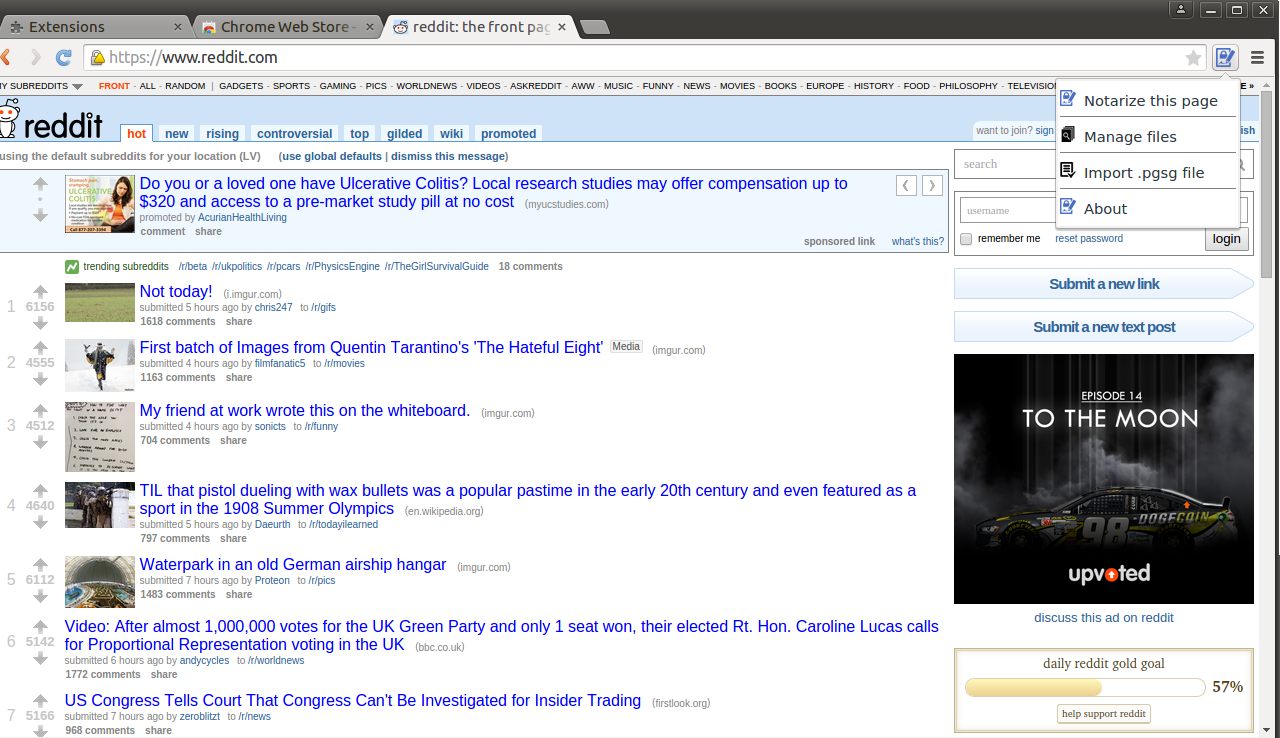 Extensions
Chrome Web Store -
reddit: the front pag
https://www.reddit.com
MY SUBREDDITS FRONT - ALL - RANDOM | GADGETS - SPORTS - GAMING - PICS - WORLDNEWS - VIDEOS - ASKREDDIT - AWW - MUSIC - FUNNY - NEWS - MOVIES - BOOKS - EUROPE - HISTORY - FOOD - PHILOSOPHY - TELEVISION
Notarize this page
Manage files
Import .pgsg file
About
reddit hot new rising controversial top gilded wiki promoted
want to join? sign
using the default subreddits for your location (LV) (use global defaults | dismiss this message)
search
username
remember me reset password login
Do you or a loved one have Ulcerative Colitis? Local research studies may offer compensation up to
$320 and access to a pre-market study pill at no cost (myucstudies.com)
promoted by AcurianHealthLiving
comment share
sponsored link what's this?
ULCERATIVE
COLITIS
trending subreddits /r/beta /r/ukpolitics /r/pcars /r/PhysicsEngine /r/TheGirlSurvivalGuide 18 comments
1 6156
Not today! (i.imgur.com)
submitted 5 hours ago by chris247 to /r/gifs
1618 comments share
2 4555
First batch of Images from Quentin Tarantino's 'The Hateful Eight' Media (imgur.com)
submitted 4 hours ago by filmfanatic5 to /r/movies
1163 comments share
3 4512
My friend at work wrote this on the whiteboard. (imgur.com)
submitted 4 hours ago by sonicts to /r/funny
704 comments share
4 4640
TIL that pistol dueling with wax bullets was a popular pastime in the early 20th century and even featured as a
sport in the 1908 Summer Olympics (en.wikipedia.org)
submitted 5 hours ago by Daeurth to /r/todayilearned
797 comments share
5 6112
Waterpark in an old German airship hangar (imgur.com)
submitted 7 hours ago by Proteon to /r/pics
1483 comments share
6 5142
Video: After almost 1,000,000 votes for the UK Green Party and only 1 seat won, their elected Rt. Hon. Caroline Lucas calls
for Proportional Representation voting in the UK (bbc.co.uk)
submitted 6 hours ago by andycycles to /r/worldnews
1772 comments share
7 5166
US Congress Tells Court That Congress Can't Be Investigated for Insider Trading (firstlook.org)
submitted 7 hours ago by zeroblitzt to /r/news
968 comments share
Submit a new link
Submit a new text post
EPISODE 14
TO THE MOON
98 DOGECOIN
upvoted
discuss this ad on reddit
daily reddit gold goal
57%
help support reddit